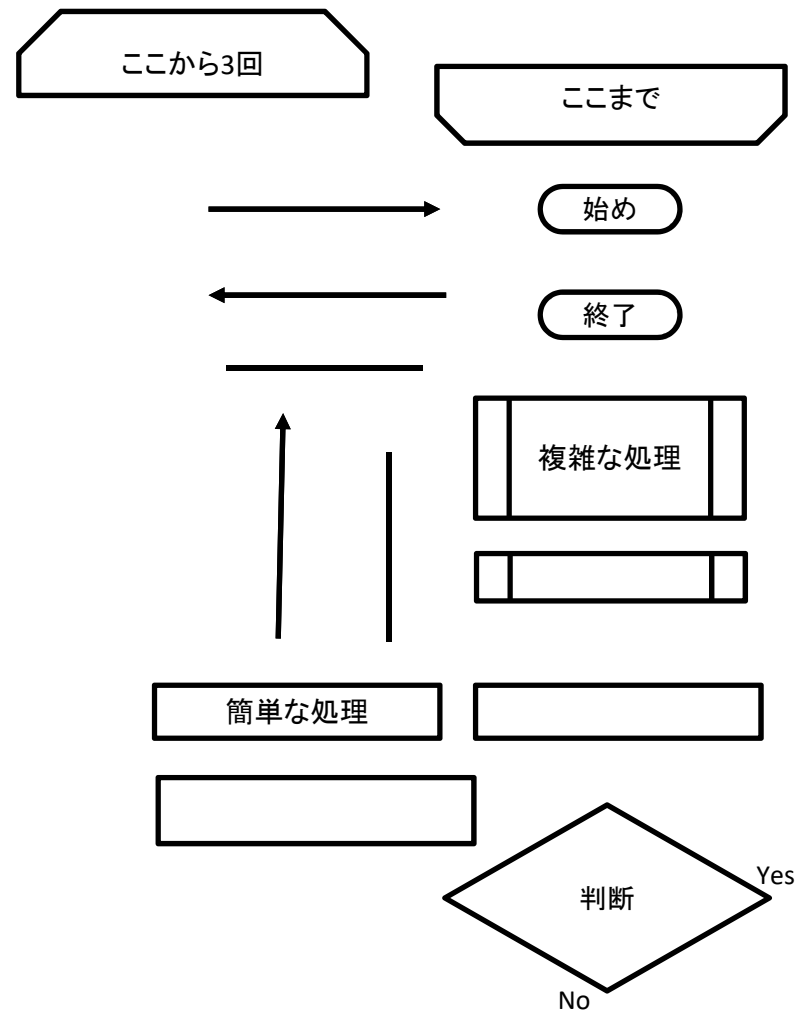 ここから3回
ここまで
始め
終了
複雑な処理
簡単な処理
判断
Yes
No